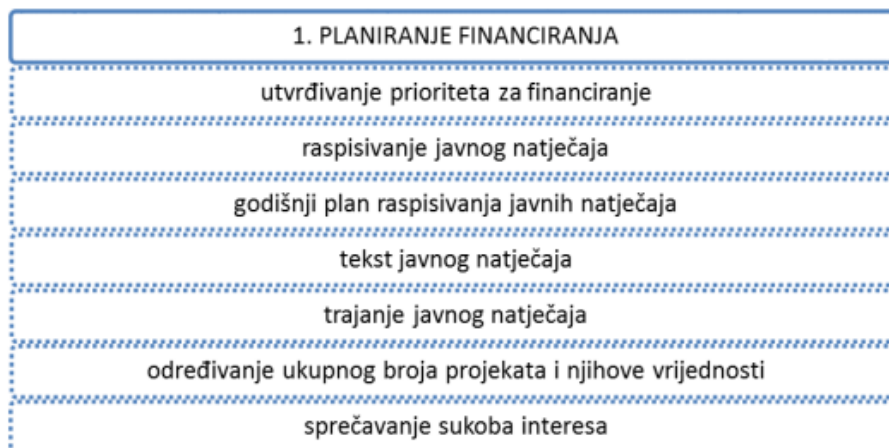 1. PLANIRANJE FINANCIRANJA
utvrđivanje prioriteta za financiranje
raspisivanje javnog natječaja
godišnji plan raspisivanja javnih natječaja
tekst javnog natječaja
trajanje javnog natječaja
određivanje ukupnog broja projekata i njihove vrijednosti
sprečavanje sukoba interesa